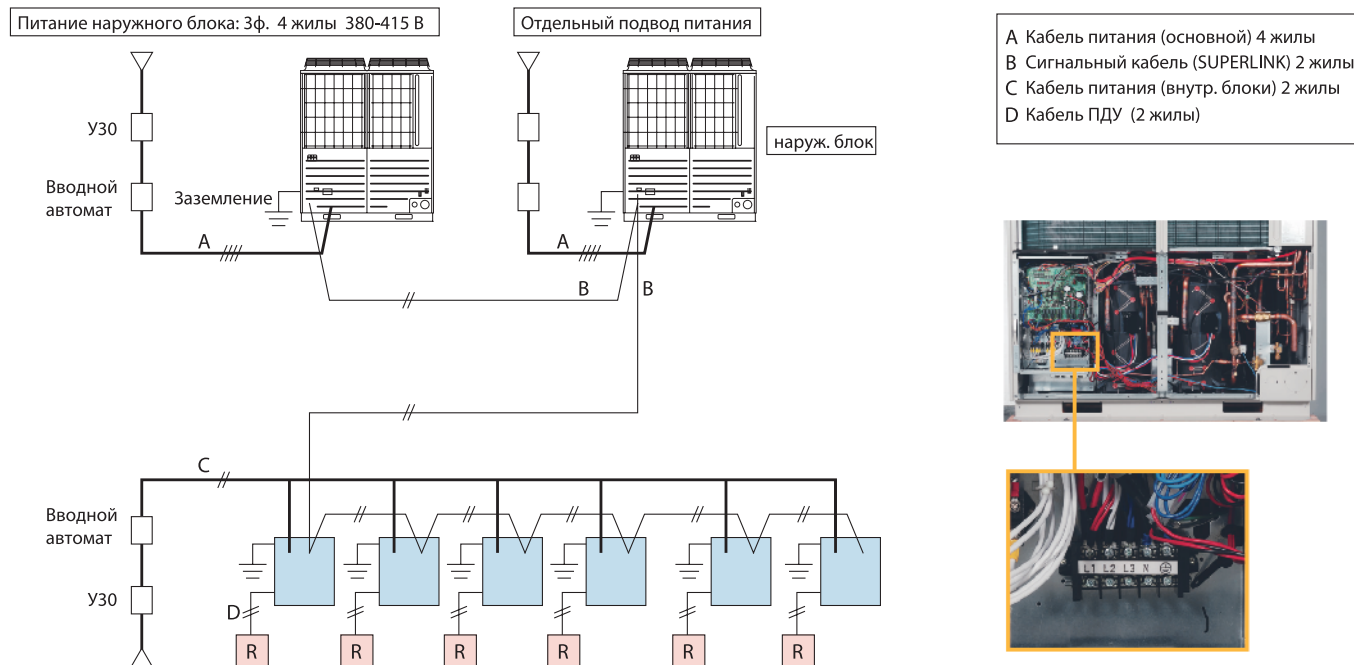 Питание наружного блока: 3ф. 4 жилы 380-415 В
Отдельный подвод питания
А Кабель питания (основной) 4 жилы
В Сигнальный кабель (SUPERLINK) 2 жилы
С Кабель питания (внутр. блоки) 2 жилы
D Кабель ПДУ (2 жилы)
УЗО
наруж. блок
Вводной
автомат
Заземление
A
A
B
B
C
Вводной
автомат
УЗО
D
R
R
R
R
R
R
L1 L2 L3 N